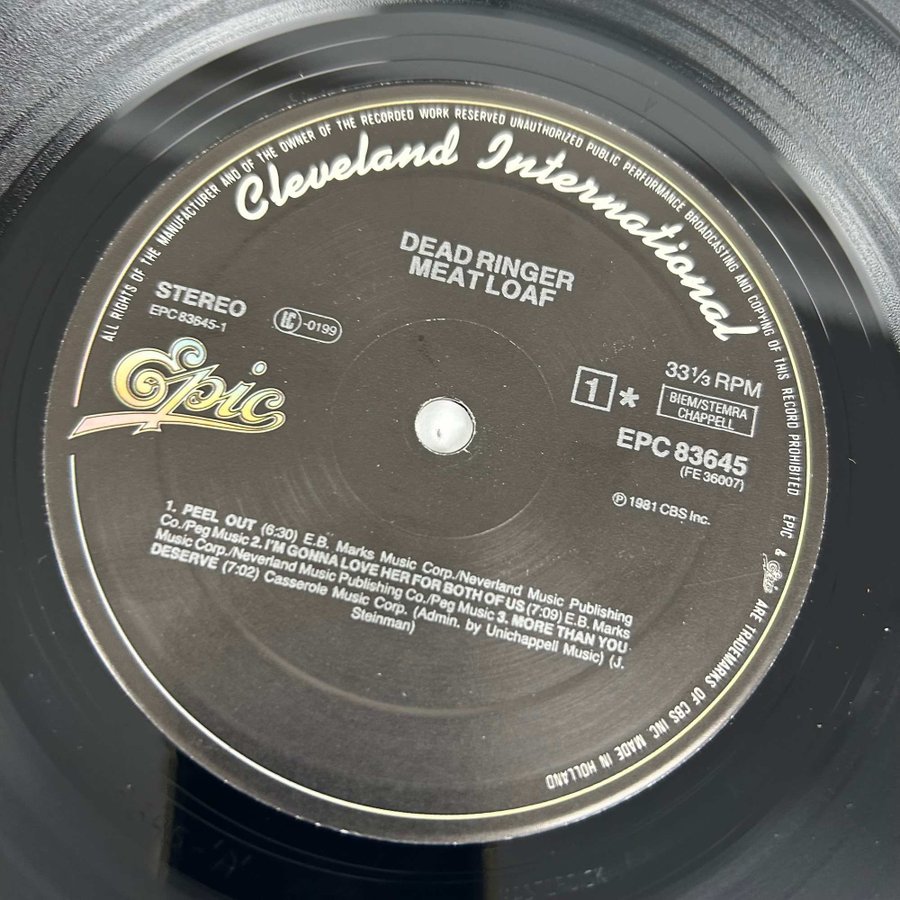 ALL RIGHTS OF THE MANUFACTURER AND OF THE OWNER OF THE RECORDED WORK RESERVED UNAUTHORIZED PUBLIC PERFORMANCE BROADCASTING AND COPYING OF THIS RECORD PROHIBITED EPIC & Epic ARE TRADEMARKS OF CBS INC. MADE IN HOLLAND
Cleveland International
DEAD RINGER
MEAT LOAF
STEREO
EPC 83645-1
LC -0199
Epic
33 1/3 RPM
1 *
BIEM/STEMRA
CHAPPELL
EPC 83645
(FE 36007)
℗ 1981 CBS Inc.
1. PEEL OUT (6:30) E.B. Marks Music Corp./Neverland Music Publishing
Co./Peg Music 2. I'M GONNA LOVE HER FOR BOTH OF US (7:09) E.B. Marks
Music Corp./Neverland Music Publishing Co./Peg Music 3. MORE THAN YOU
DESERVE (7:02) Casserole Music Corp. (Admin. by Unichappell Music) (J.
Steinman)